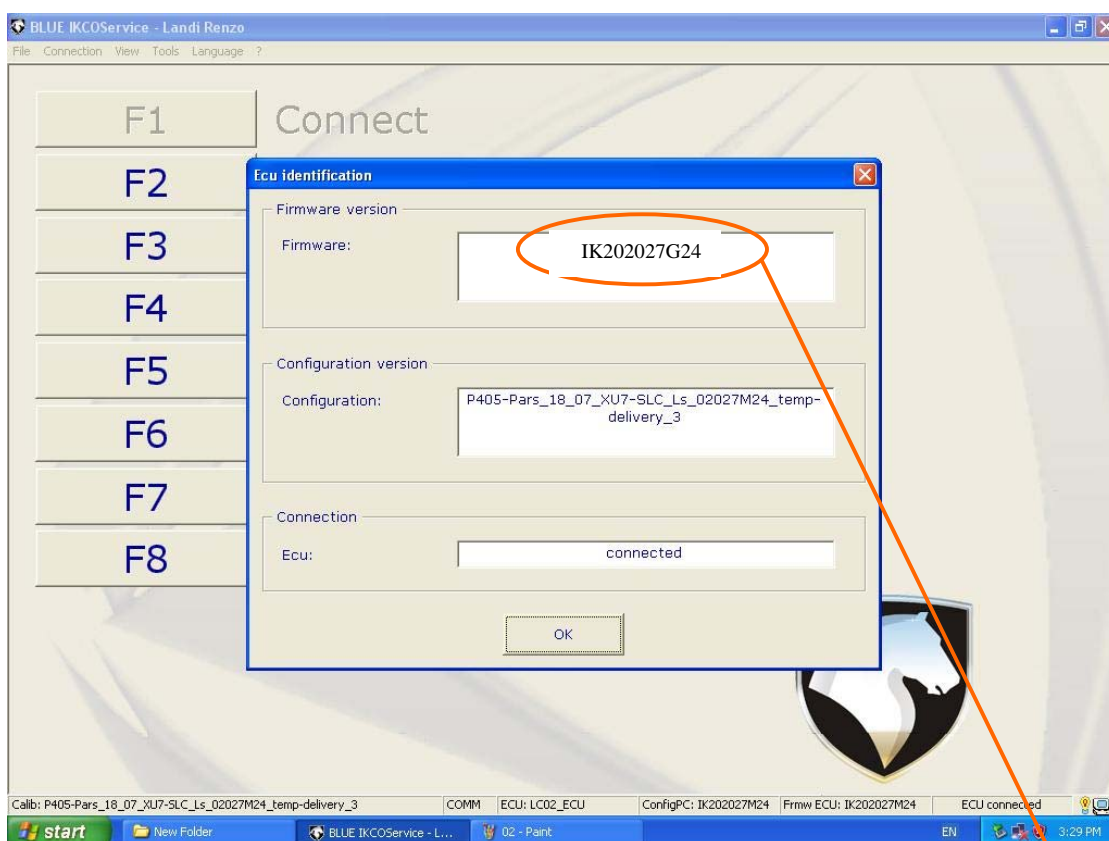 BLUE IKCOService - Landi Renzo
File Connection View Tools Language ?
F1 Connect
F2
F3
F4
F5
F6
F7
F8
Ecu identification
Firmware version
Firmware: IK202027G24
Configuration version
Configuration: P405-Pars_18_07_XU7-SLC_Ls_02027M24_temp-
delivery_3
Connection
Ecu: connected
OK
Calib: P405-Pars_18_07_XU7-SLC_Ls_02027M24_temp-delivery_3 COMM ECU: LC02_ECU ConfigPC: IK202027M24 Frmw ECU: IK202027M24 ECU connected
start New Folder BLUE IKCOService - L... 02 - Paint EN 3:29 PM